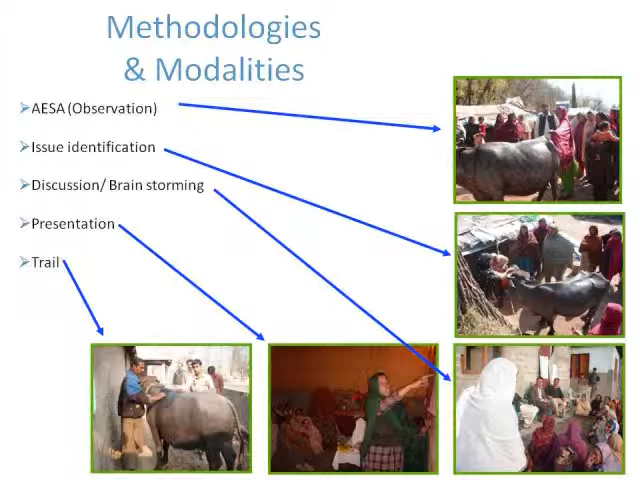 Methodologies
& Modalities
AESA (Observation)
Issue identification
Discussion/ Brain storming
Presentation
Trail